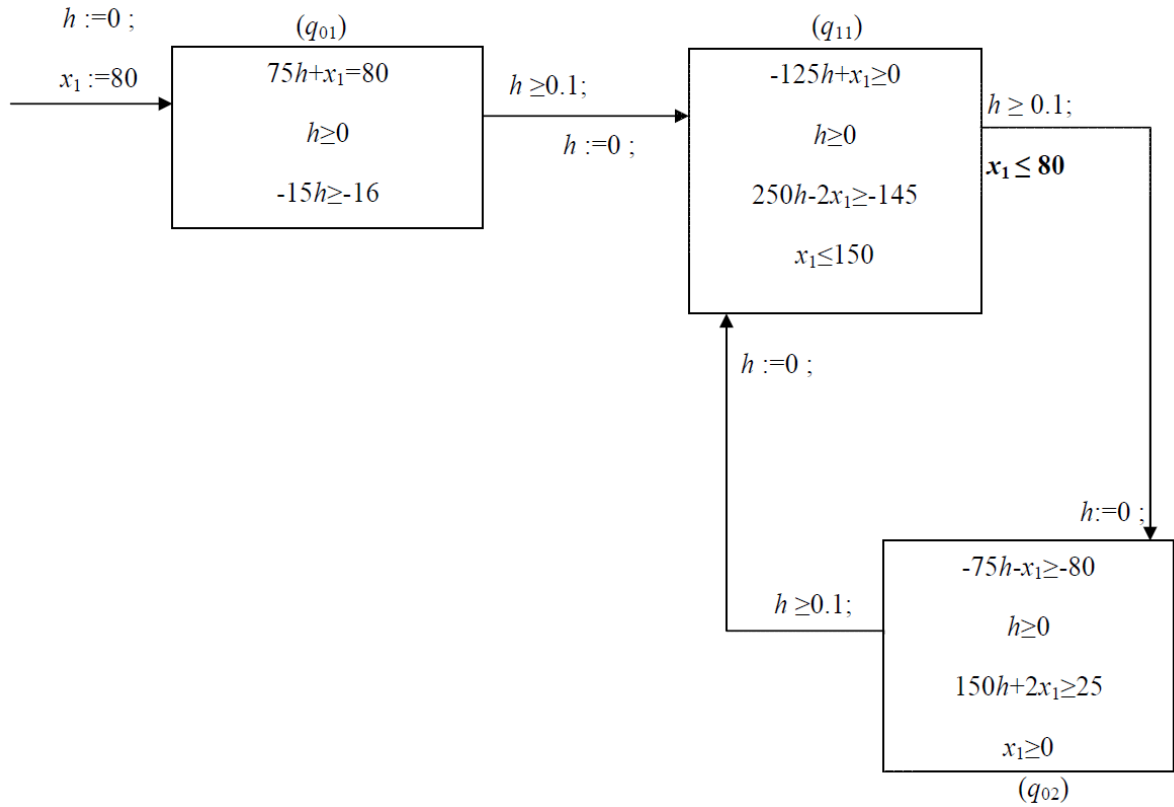 h :=0 ;
x₁ :=80
(q₀₁)
75h+x₁=80
h≥0
-15h≥-16
h ≥0.1;
h :=0 ;
(q₁₁)
-125h+x₁≥0
h≥0
250h-2x₁≥-145
x₁≤150
h ≥ 0.1;
x₁ ≤ 80
h :=0 ;
h:=0 ;
h ≥0.1;
-75h-x₁≥-80
h≥0
150h+2x₁≥25
x₁≥0
(q₀₂)